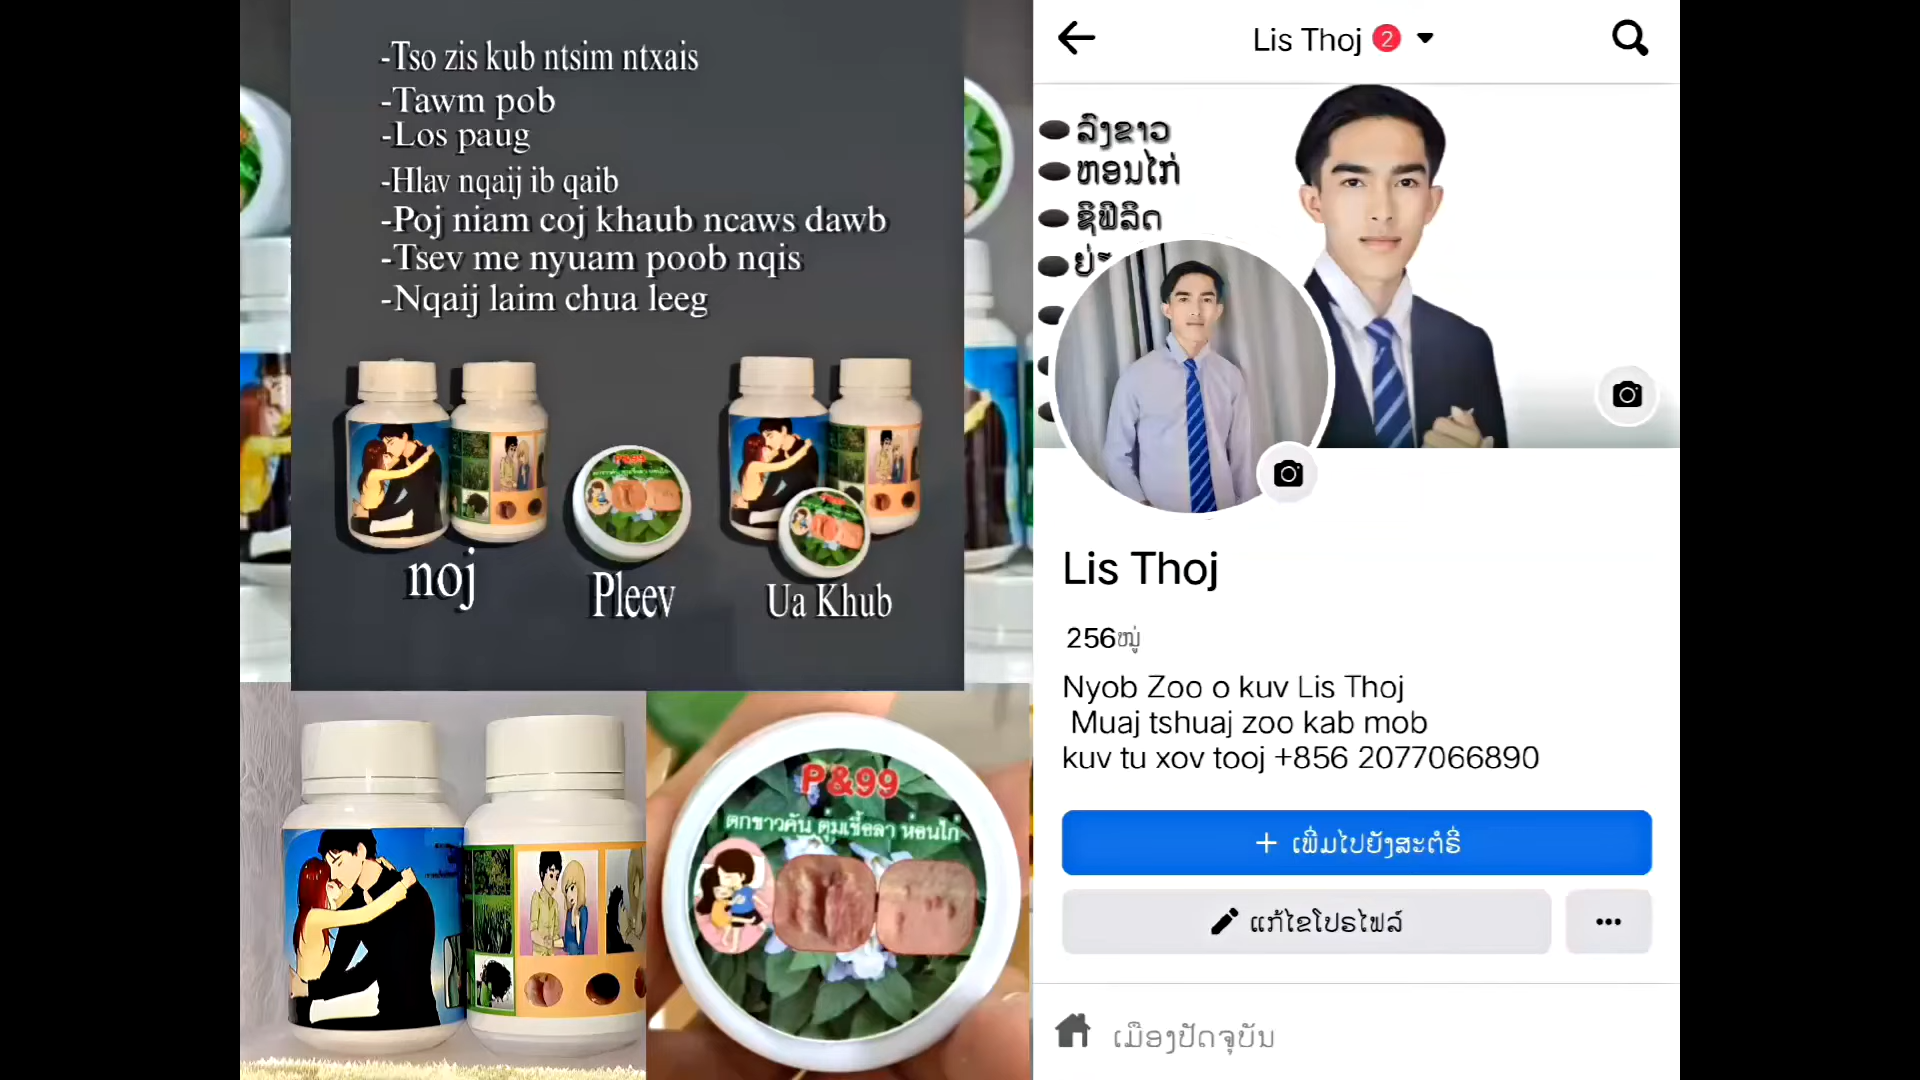 -Tso zis kub ntsim ntxais
-Tawm pob
-Los paug
-Hlav nqaij ib qaib
-Poj niam coj khaub ncaws dawb
-Tsev me nyuam poob nqis
-Nqaij laim chua leeg
noj
Pleev
Ua Khub
P&99
ตกขาวคัน ตุ่มเชื้อลา ห่อนไก่
Lis Thoj 2
ລົງຂາວ
ຫອນໄກ່
ຊິຟີລິດ
Lis Thoj
256ໝູ່
Nyob Zoo o kuv Lis Thoj
Muaj tshuaj zoo kab mob
kuv tu xov tooj +856 2077066890
+ ເພີ່ມໄປຍັງສະຕໍຣີ່
ແກ້ໄຂໂປຣໄຟລ໌
ເມືອງປັດຈຸບັນ